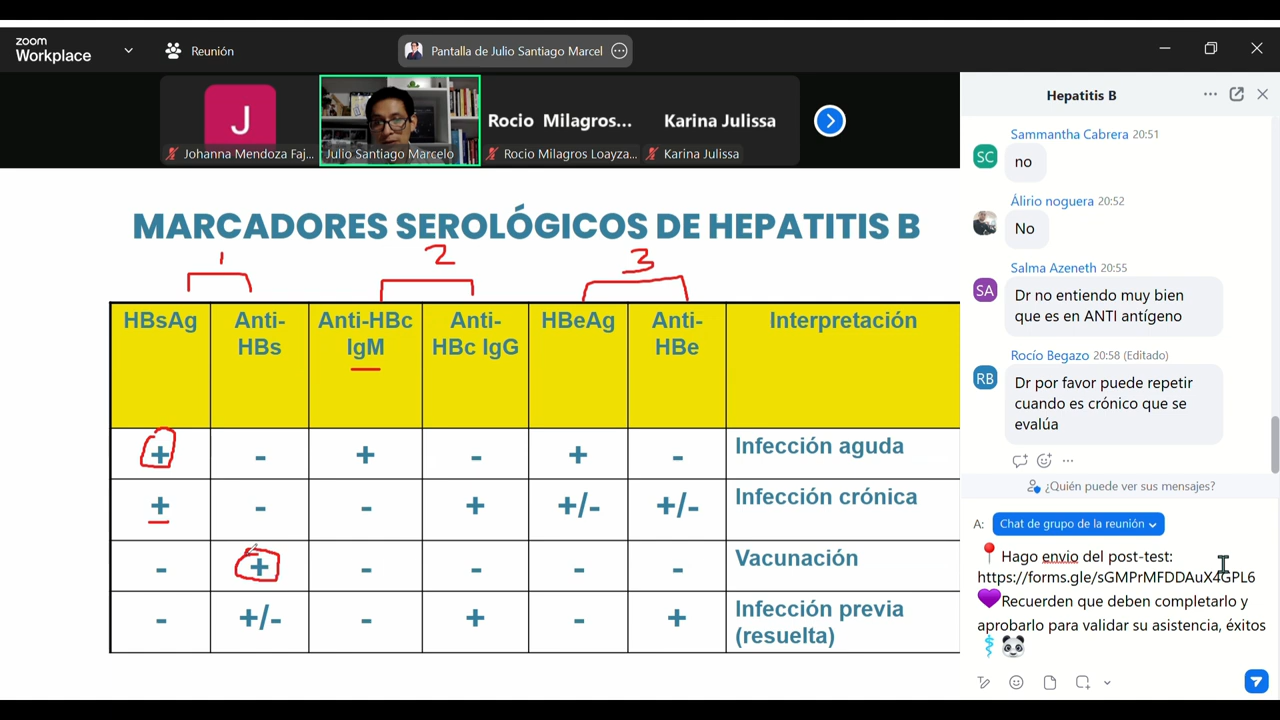 zoom
Workplace
Reunión
Pantalla de Julio Santiago Marcel
J
Johanna Mendoza Faj...
Julio Santiago Marcelo
Rocio Milagros...
Rocio Milagros Loayza...
Karina Julissa
Karina Julissa
MARCADORES SEROLÓGICOS DE HEPATITIS B
1 2 3
HBsAg Anti-HBs Anti-HBc IgM Anti-HBc IgG HBeAg Anti-HBe Interpretación
+ - + - + - Infección aguda
+ - - + +/- +/- Infección crónica
- + - - - - Vacunación
- +/- - + - + Infección previa
(resuelta)
Hepatitis B
Sammantha Cabrera 20:51
SC
no
Álirio noguera 20:52
No
Salma Azeneth 20:55
SA
Dr no entiendo muy bien
que es en ANTI antígeno
Rocío Begazo 20:58 (Editado)
RB
Dr por favor puede repetir
cuando es crónico que se
evalúa
¿Quién puede ver sus mensajes?
A: Chat de grupo de la reunión
📍Hago envio del post-test:
https://forms.gle/sGMPrMFDDAuX4GPL6
💜Recuerden que deben completarlo y
aprobarlo para validar su asistencia, éxitos
⚕️🐼